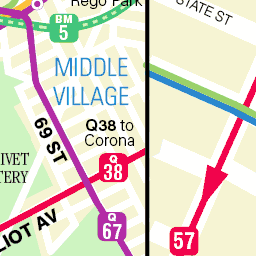 Rego Park
BM
5
STATE ST
MIDDLE
VILLAGE
69 ST
Q38 to
Corona
Q
38
IVET
TERY
LIOT AV
Q
67
57